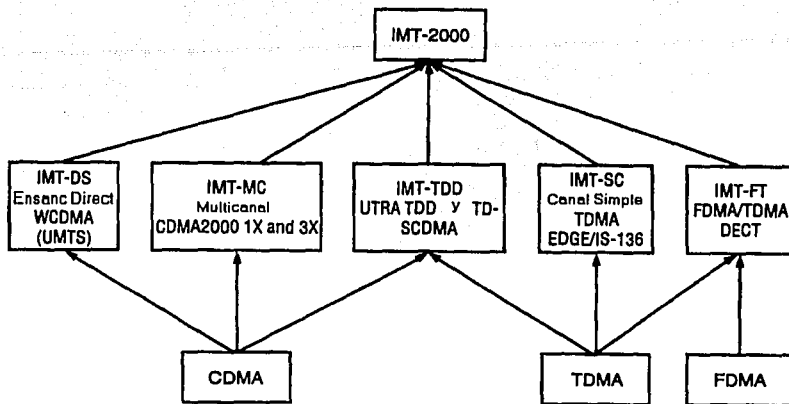 IMT-2000
IMT-DS
Ensanc Direct
WCDMA
(UMTS)
IMT-MC
Multicanal
CDMA2000 1X and 3X
IMT-TDD
UTRA TDD y TD-
SCDMA
IMT-SC
Canal Simple
TDMA
EDGE/IS-136
IMT-FT
FDMA/TDMA
DECT
CDMA
TDMA
FDMA